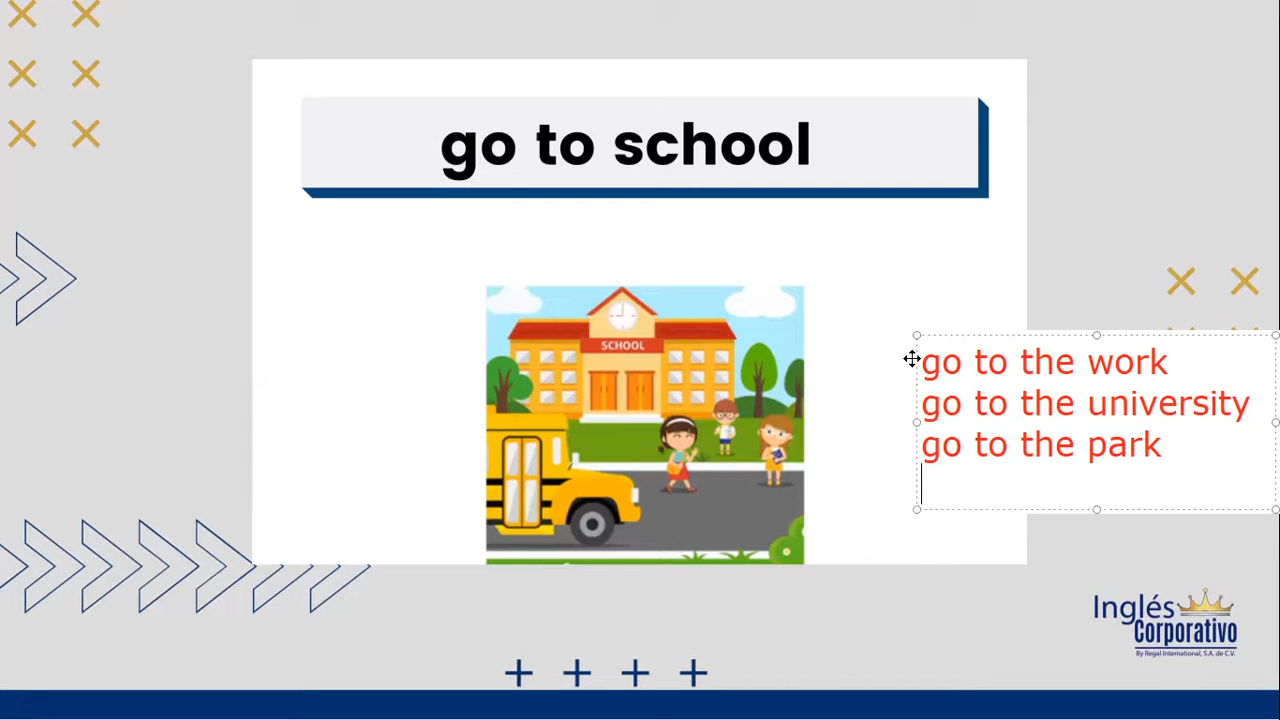 go to school
SCHOOL
go to the work
go to the university
go to the park
Inglés
Corporativo
By Regal International, S.A. de C.V.